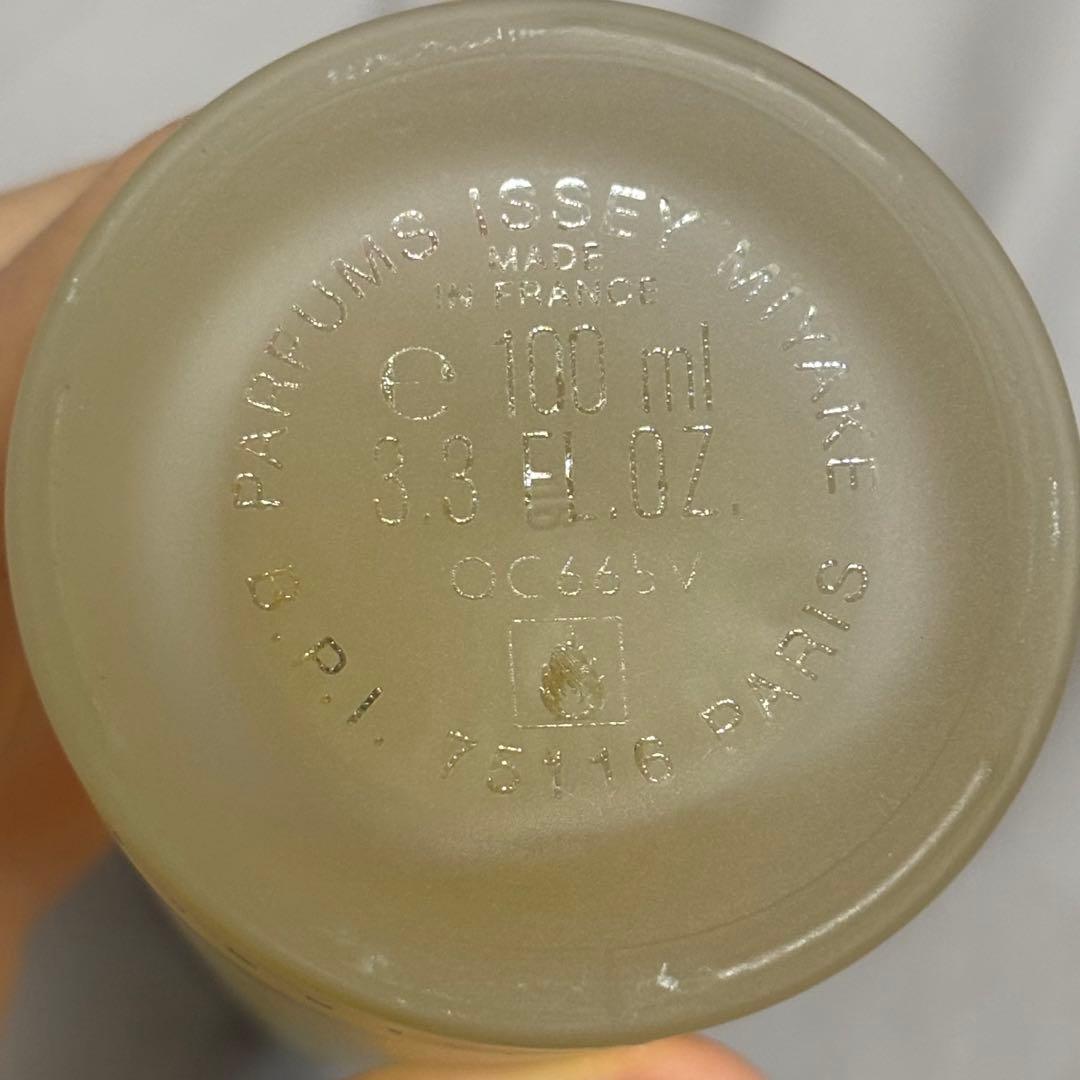 PARFUMS ISSEY MIYAKE
MADE
IN FRANCE
e 100 ml
3.3 FL.OZ.
B.P.I. 75116 PARIS